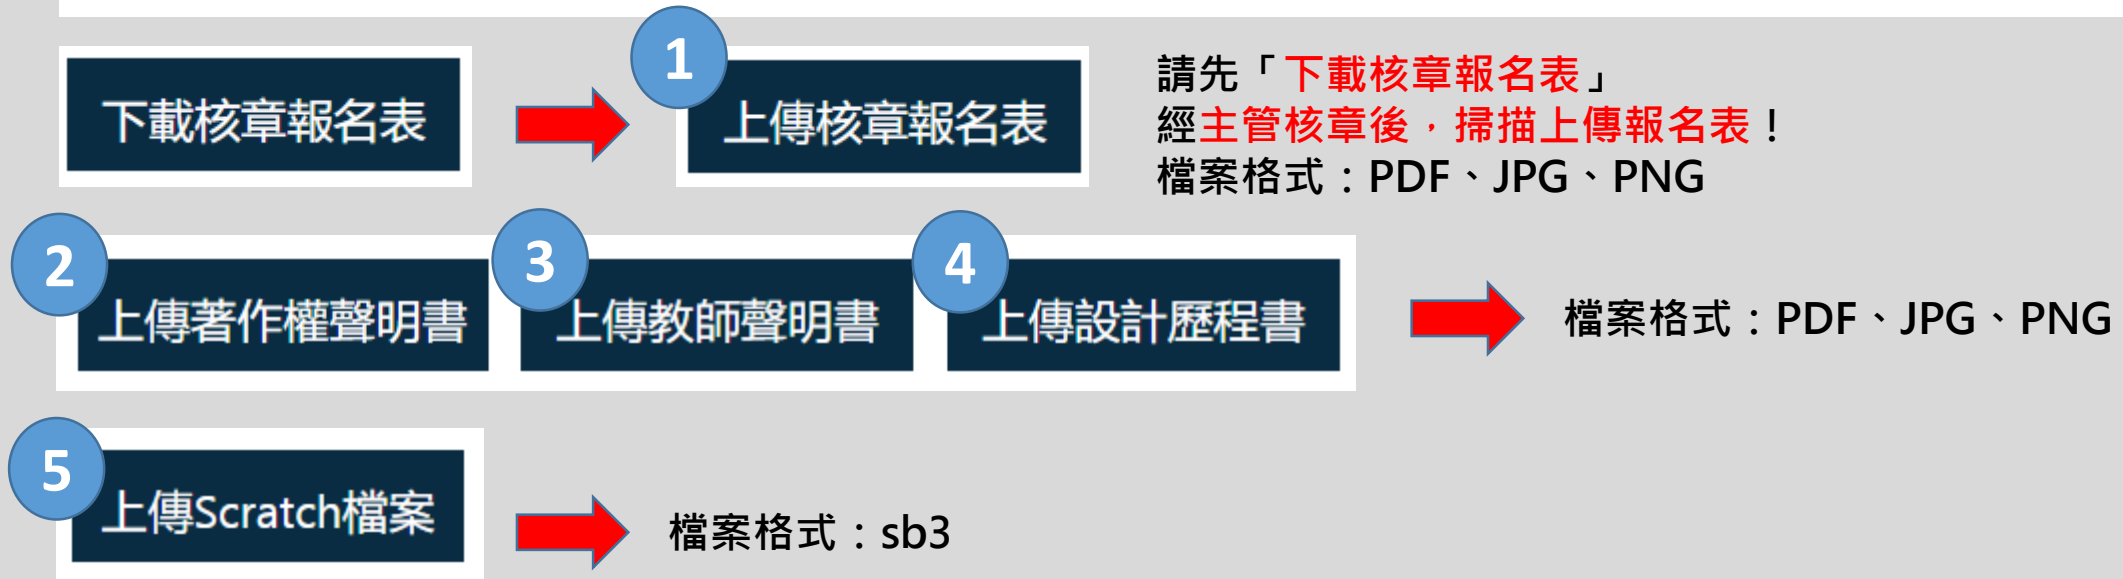 下載核章報名表
1
上傳核章報名表
請先「下載核章報名表」
經主管核章後，掃描上傳報名表！
檔案格式：PDF、JPG、PNG
2
上傳著作權聲明書
3
上傳教師聲明書
4
上傳設計歷程書
檔案格式：PDF、JPG、PNG
5
上傳Scratch檔案
檔案格式：sb3